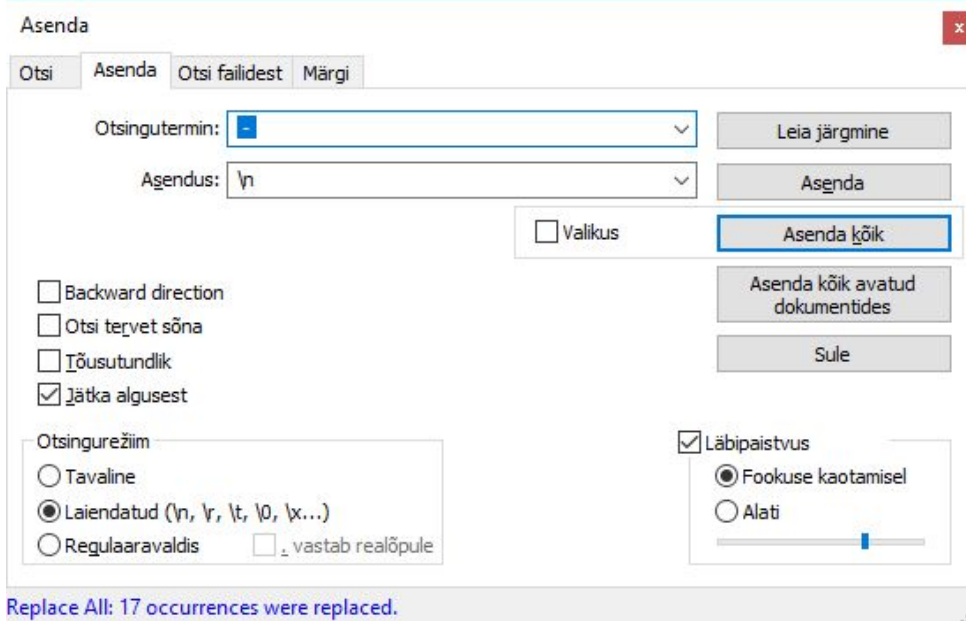 Asenda
x
Otsi Asenda Otsi failidest Märgi
Otsingutermin: - Leia järgmine
Asendus: \n Asenda
Valikus Asenda kõik
Backward direction Asenda kõik avatud
dokumentides
Otsi tervet sõna
Tõusutundlik Sule
Jätka algusest
Otsingurežiim Läbipaistvus
Tavaline Fookuse kaotamisel
Laiendatud (\n, \r, \t, \0, \x...) Alati
Regulaaravaldis . vastab realõpule
Replace All: 17 occurrences were replaced.